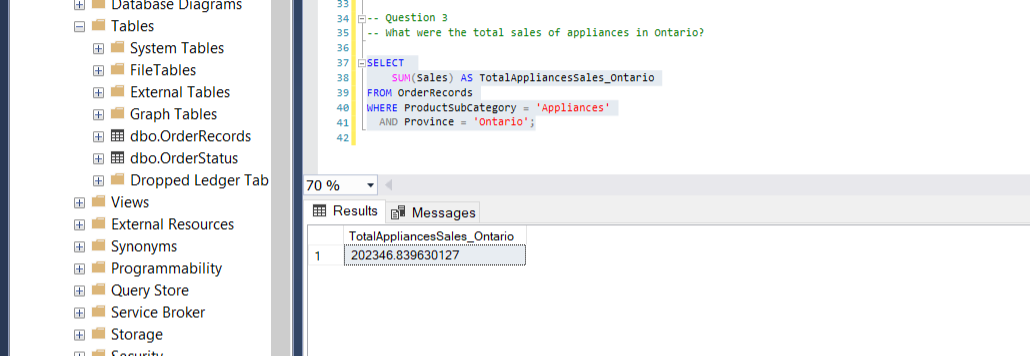 Database Diagrams
Tables
System Tables
FileTables
External Tables
Graph Tables
dbo.OrderRecords
dbo.OrderStatus
Dropped Ledger Tab
Views
External Resources
Synonyms
Programmability
Query Store
Service Broker
Storage
Security
33
34 -- Question 3
35 -- What were the total sales of appliances in Ontario?
36
37 SELECT
38 SUM(Sales) AS TotalAppliancesSales_Ontario
39 FROM OrderRecords
40 WHERE ProductSubCategory = 'Appliances'
41 AND Province = 'Ontario';
42
70 %
Results Messages
TotalAppliancesSales_Ontario
1 202346.839630127